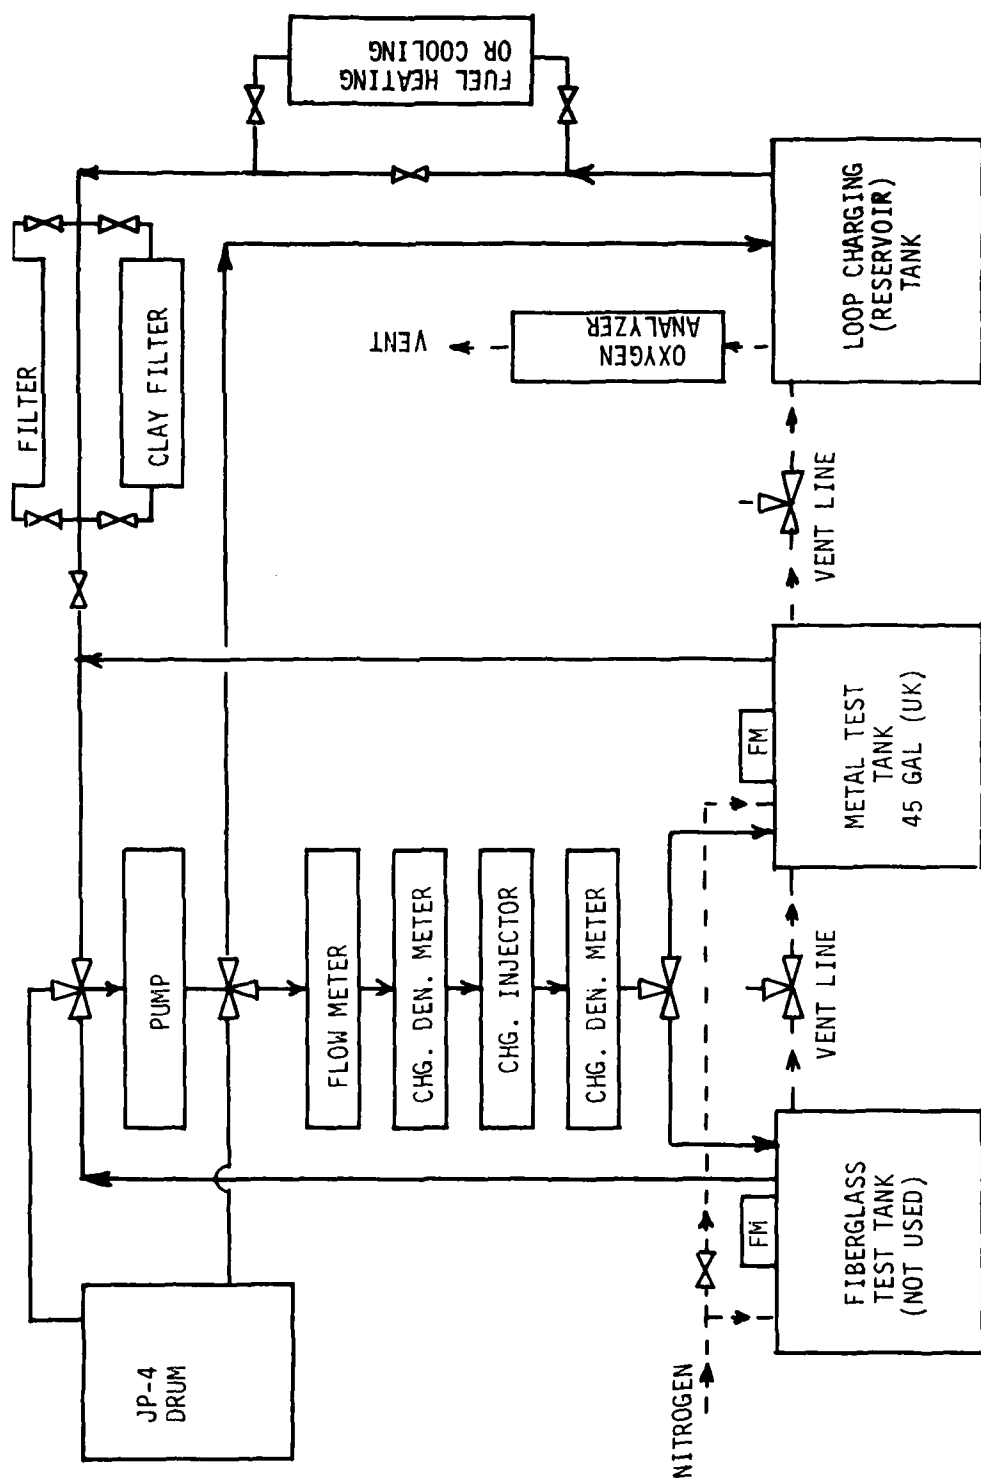 JP-4
DRUM
PUMP
FLOW METER
CHG. DEN. METER
CHG. INJECTOR
CHG. DEN. METER
FILTER
CLAY FILTER
FUEL HEATING
OR COOLING
VENT
OXYGEN
ANALYZER
NITROGEN
FM
FIBERGLASS
TEST TANK
(NOT USED)
VENT LINE
FM
METAL TEST
TANK
45 GAL (UK)
VENT LINE
LOOP CHARGING
(RESERVOIR)
TANK